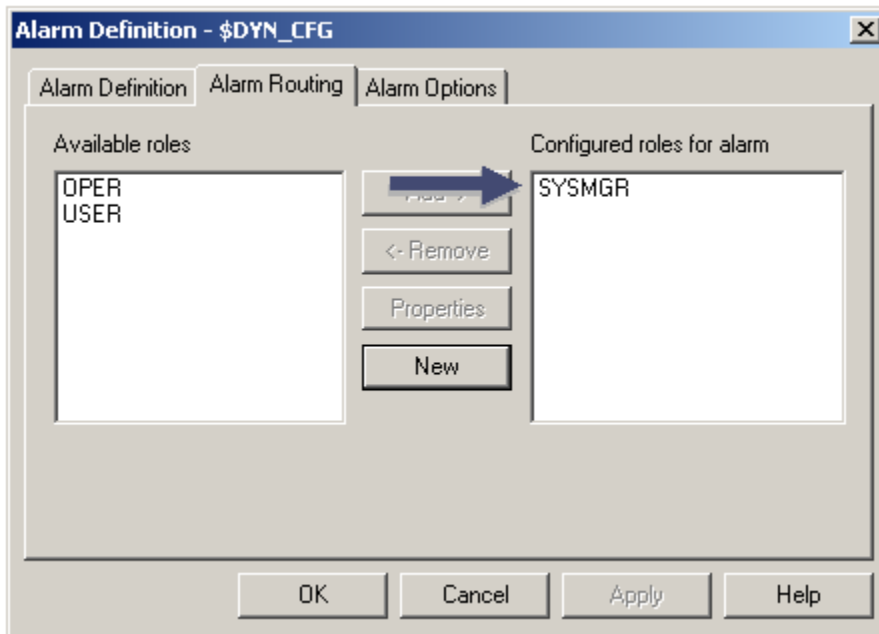 Alarm Definition - $DYN_CFG
Alarm Definition Alarm Routing Alarm Options
Available roles Configured roles for alarm
OPER
USER
SYSMGR
<- Remove
Properties
New
OK Cancel Apply Help